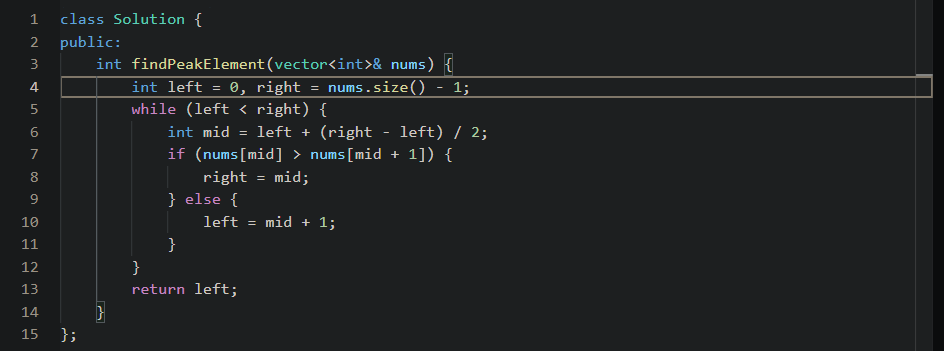 1 class Solution {
2 public:
3     int findPeakElement(vector<int>& nums) {
4         int left = 0, right = nums.size() - 1;
5         while (left < right) {
6             int mid = left + (right - left) / 2;
7             if (nums[mid] > nums[mid + 1]) {
8                 right = mid;
9             } else {
10                 left = mid + 1;
11             }
12         }
13         return left;
14     }
15 };